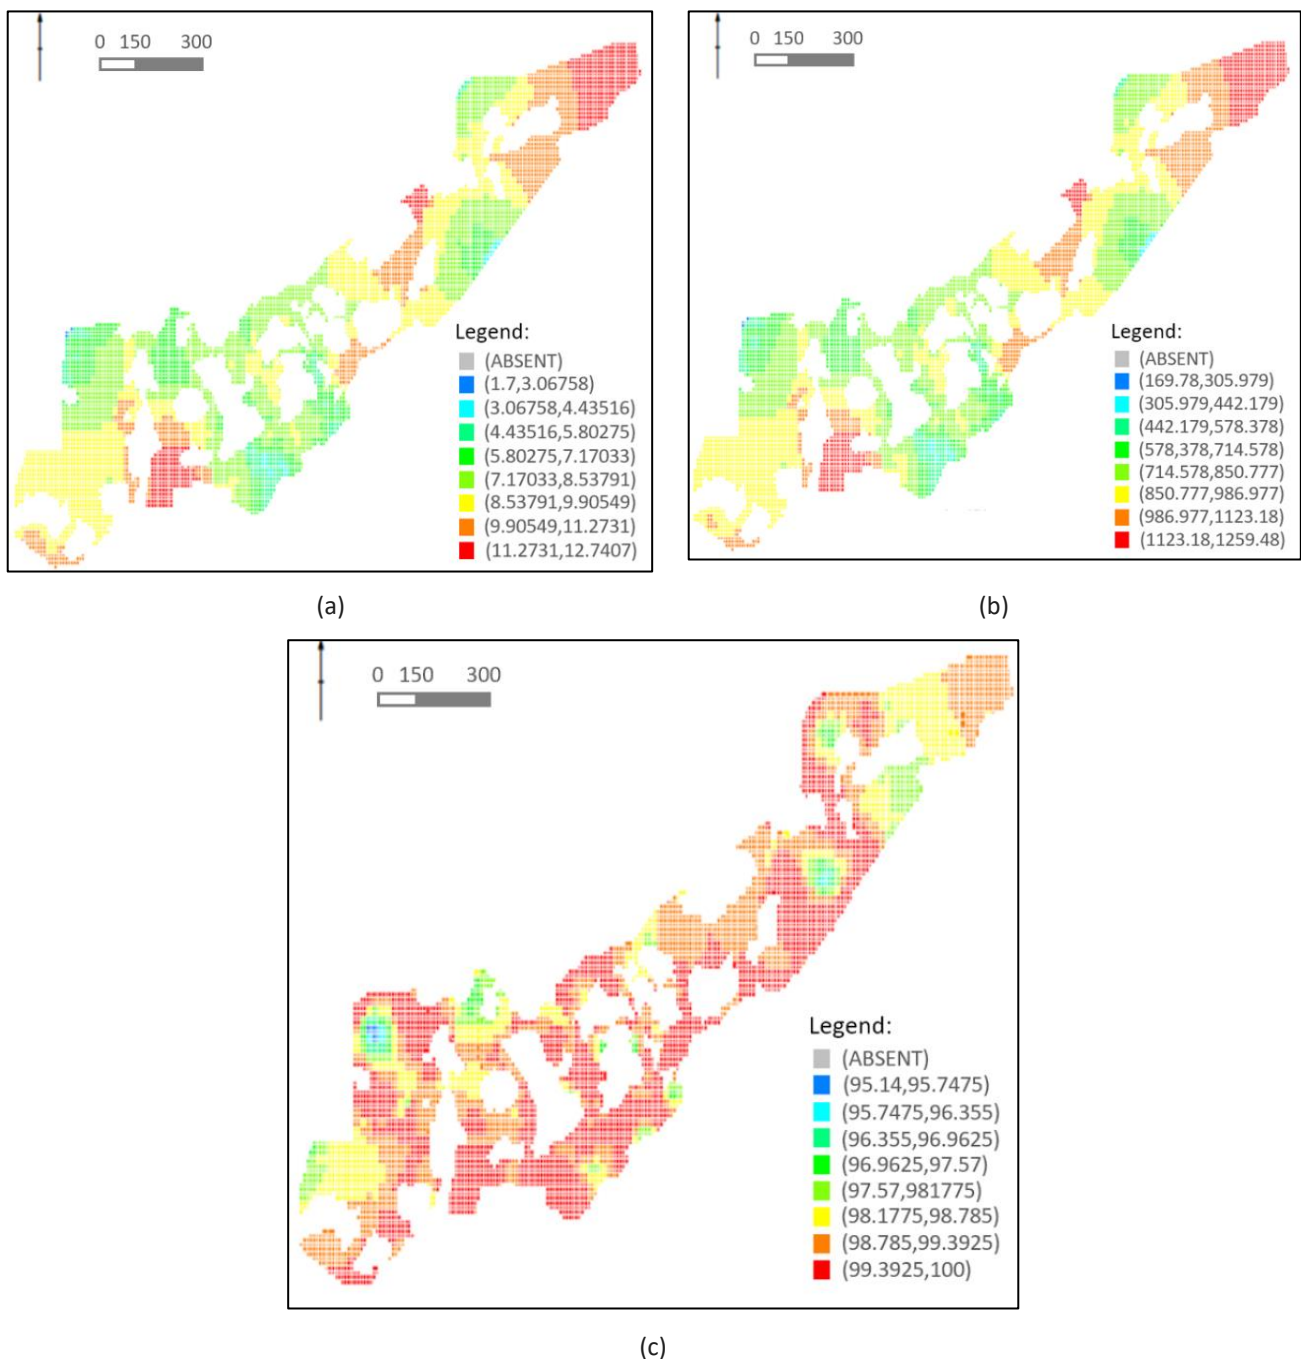 0 150 300
Legend:
(ABSENT)
(1.7,3.06758)
(3.06758,4.43516)
(4.43516,5.80275)
(5.80275,7.17033)
(7.17033,8.53791)
(8.53791,9.90549)
(9.90549,11.2731)
(11.2731,12.7407)
(a)
0 150 300
Legend:
(ABSENT)
(169.78,305.979)
(305.979,442.179)
(442.179,578.378)
(578,378,714.578)
(714.578,850.777)
(850.777,986.977)
(986.977,1123.18)
(1123.18,1259.48)
(b)
0 150 300
Legend:
(ABSENT)
(95.14,95.7475)
(95.7475,96.355)
(96.355,96.9625)
(96.9625,97.57)
(97.57,981775)
(98.1775,98.785)
(98.785,99.3925)
(99.3925,100)
(c)